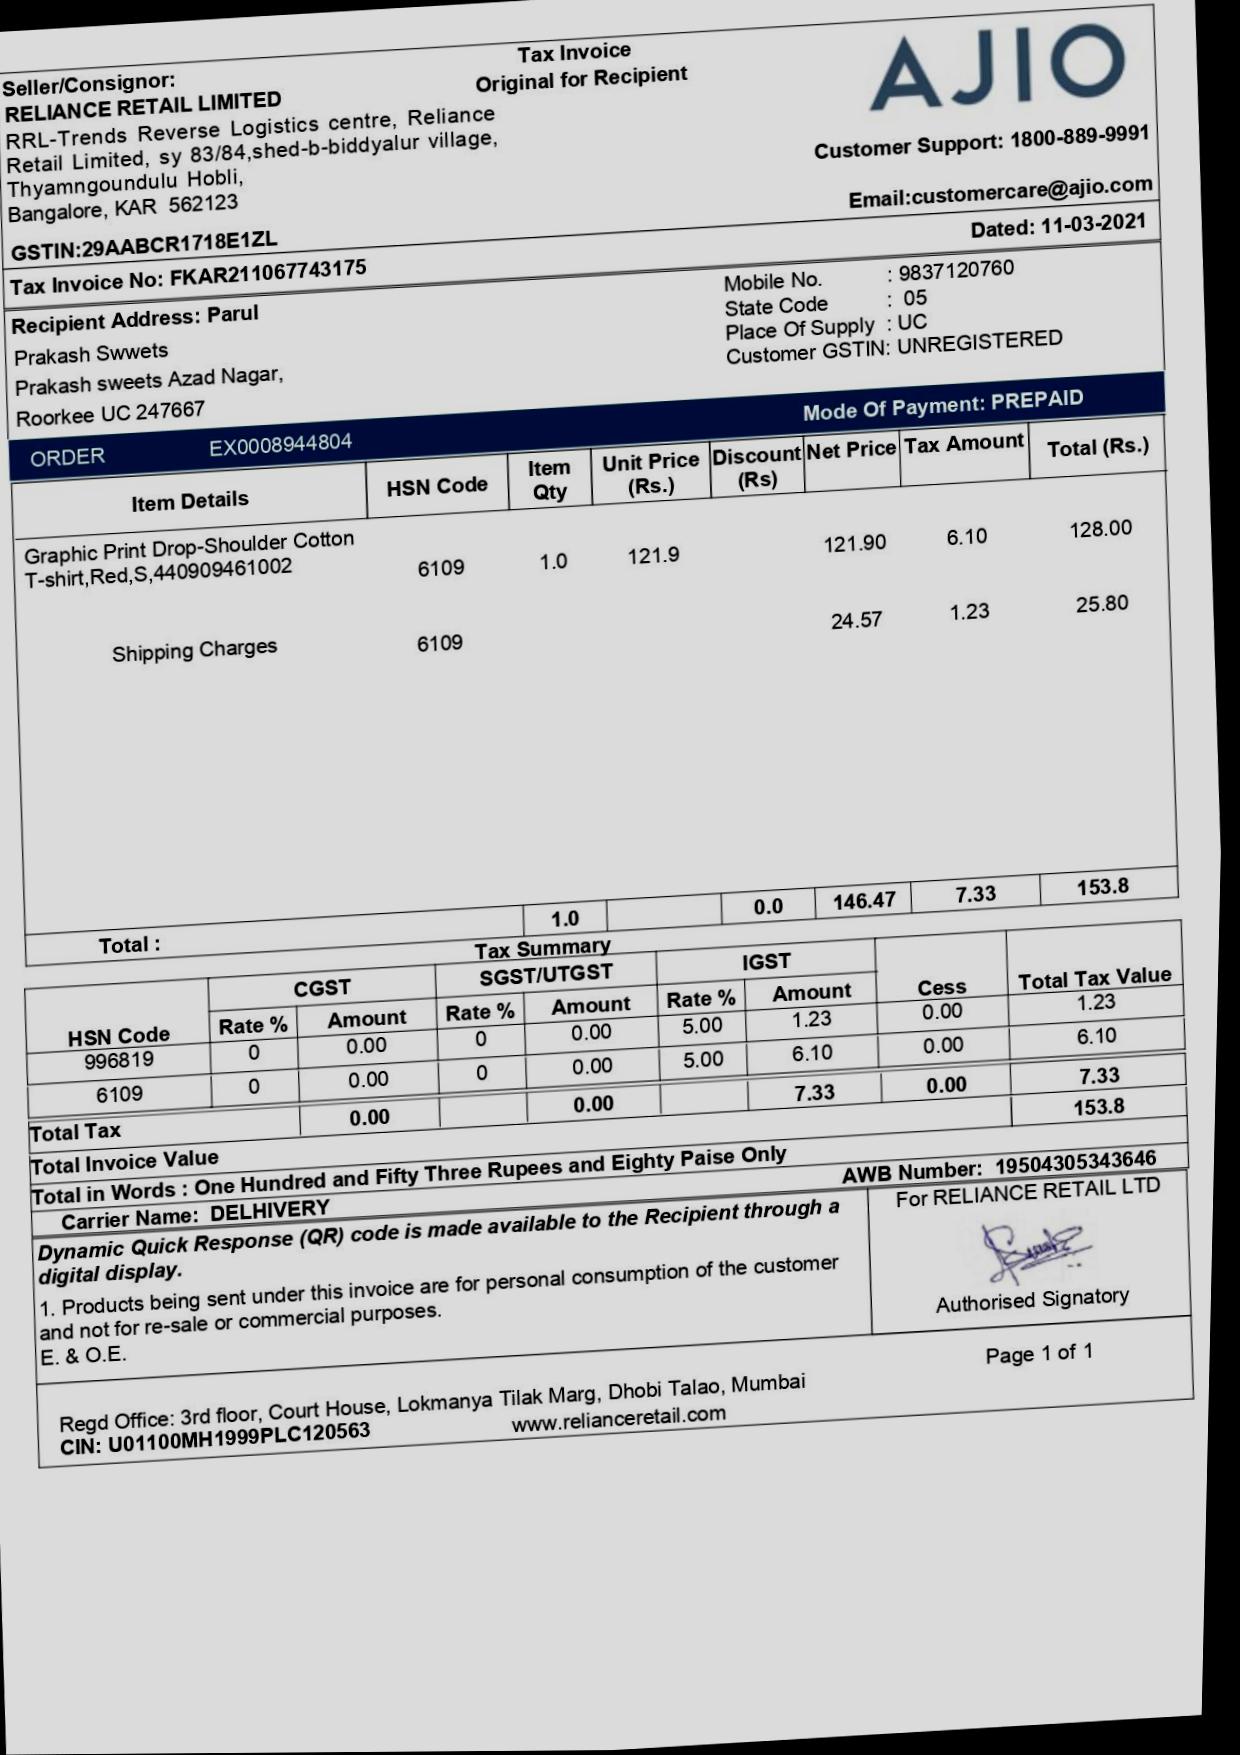 Tax Invoice
Original for Recipient
AJIO
Seller/Consignor:
RELIANCE RETAIL LIMITED
RRL-Trends Reverse Logistics centre, Reliance
Retail Limited, sy 83/84,shed-b-biddyalur village,
Thyamngoundulu Hobli,
Bangalore, KAR 562123
Customer Support: 1800-889-9991
Email:customercare@ajio.com
GSTIN:29AABCR1718E1ZL
Dated: 11-03-2021
Tax Invoice No: FKAR211067743175
Recipient Address: Parul
Prakash Swwets
Prakash sweets Azad Nagar,
Roorkee UC 247667
Mobile No. : 9837120760
State Code : 05
Place Of Supply : UC
Customer GSTIN: UNREGISTERED
ORDER EX0008944804 Mode Of Payment: PREPAID
Item Details HSN Code Item Qty Unit Price (Rs.) Discount (Rs) Net Price Tax Amount Total (Rs.)
Graphic Print Drop-Shoulder Cotton
T-shirt,Red,S,440909461002 6109 1.0 121.9 121.90 6.10 128.00
Shipping Charges 6109 24.57 1.23 25.80
Total : 1.0 0.0 146.47 7.33 153.8
Tax Summary
CGST SGST/UTGST IGST
HSN Code Rate % Amount Rate % Amount Rate % Amount Cess Total Tax Value
996819 0 0.00 0 0.00 5.00 1.23 0.00 1.23
6109 0 0.00 0 0.00 5.00 6.10 0.00 6.10
Total Tax 0.00 0.00 7.33 0.00 7.33
Total Invoice Value 153.8
Total in Words : One Hundred and Fifty Three Rupees and Eighty Paise Only
Carrier Name: DELHIVERY AWB Number: 19504305343646
Dynamic Quick Response (QR) code is made available to the Recipient through a
digital display.
1. Products being sent under this invoice are for personal consumption of the customer
and not for re-sale or commercial purposes.
E. & O.E.
For RELIANCE RETAIL LTD
Authorised Signatory
Page 1 of 1
Regd Office: 3rd floor, Court House, Lokmanya Tilak Marg, Dhobi Talao, Mumbai
CIN: U01100MH1999PLC120563 www.relianceretail.com